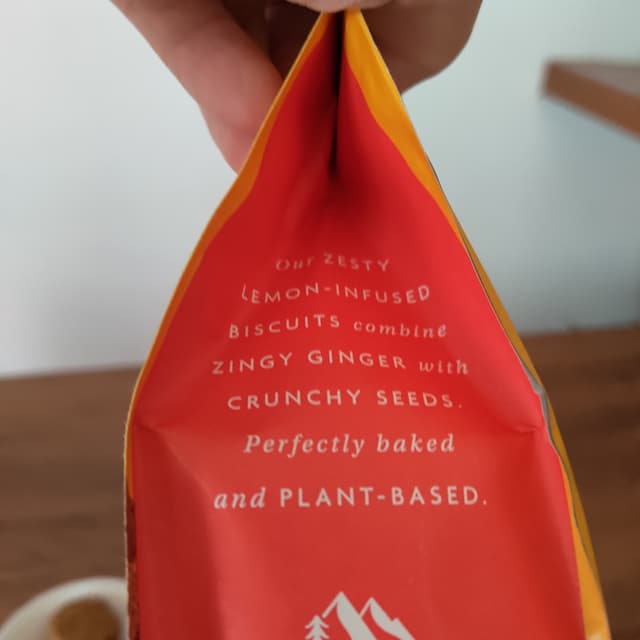 Our ZESTY
LEMON-INFUSED
BISCUITS combine
ZINGY GINGER with
CRUNCHY SEEDS.
Perfectly baked
and PLANT-BASED.